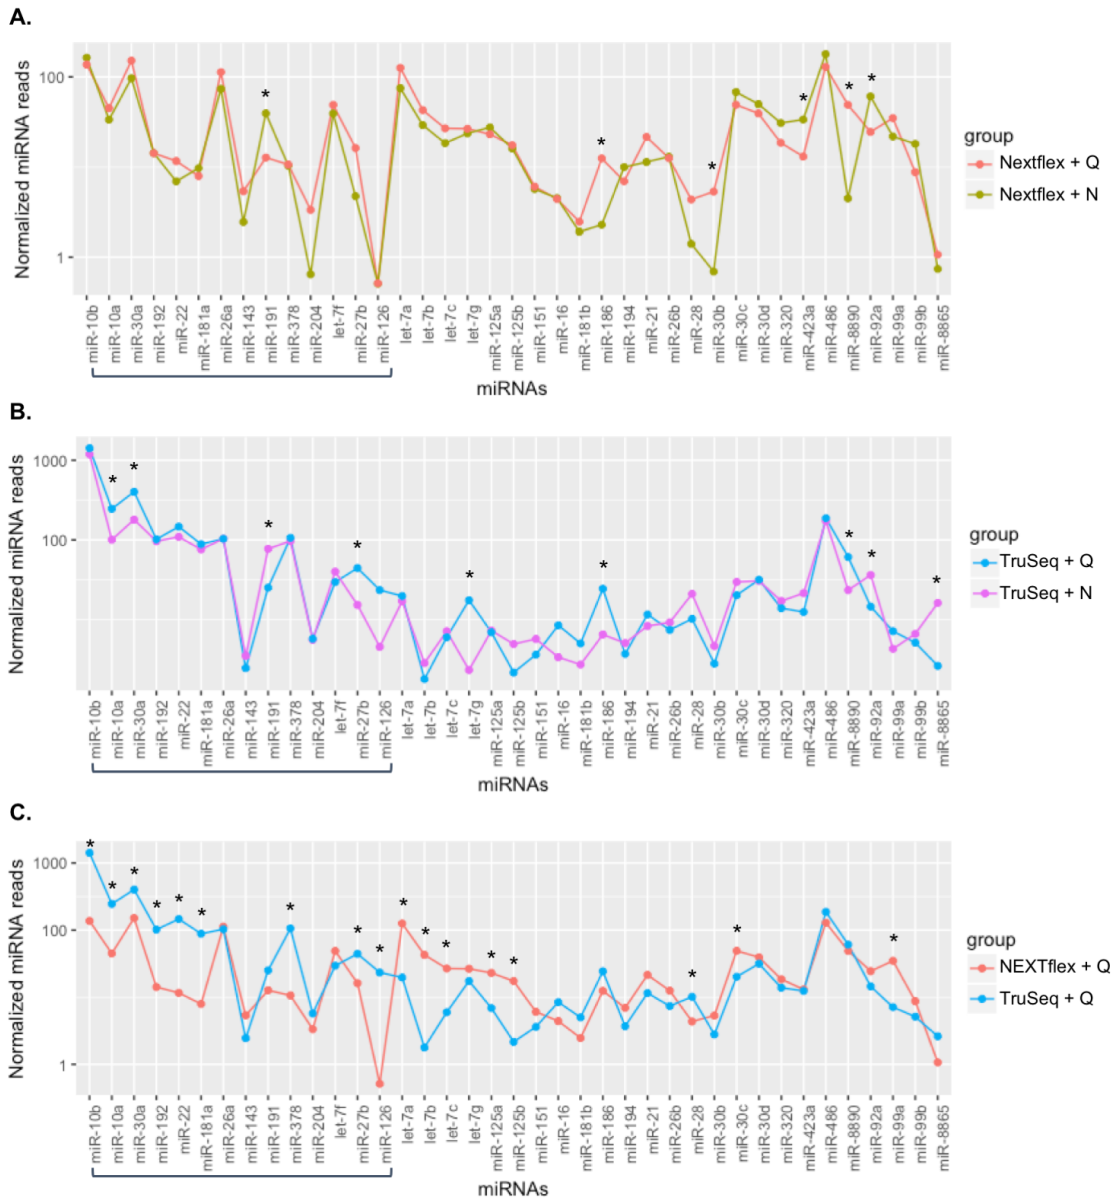 A.
Normalized miRNA reads
100
1
* * * * * *
miR-10b miR-10a miR-30a miR-192 miR-22 miR-181a miR-26a miR-143 miR-191 miR-378 miR-204 let-7f miR-27b miR-126 let-7a let-7b let-7c let-7g miR-125a miR-125b miR-151 miR-16 miR-181b miR-186 miR-194 miR-21 miR-26b miR-28 miR-30b miR-30c miR-30d miR-320 miR-423a miR-486 miR-8890 miR-92a miR-99a miR-99b miR-8865
miRNAs
group
Nextflex + Q
Nextflex + N
B.
Normalized miRNA reads
1000
100
* * * * * * * * *
miR-10b miR-10a miR-30a miR-192 miR-22 miR-181a miR-26a miR-143 miR-191 miR-378 miR-204 let-7f miR-27b miR-126 let-7a let-7b let-7c let-7g miR-125a miR-125b miR-151 miR-16 miR-181b miR-186 miR-194 miR-21 miR-26b miR-28 miR-30b miR-30c miR-30d miR-320 miR-423a miR-486 miR-8890 miR-92a miR-99a miR-99b miR-8865
miRNAs
group
TruSeq + Q
TruSeq + N
C.
Normalized miRNA reads
1000
100
1
* * * * * * * * * * * * * * * * *
miR-10b miR-10a miR-30a miR-192 miR-22 miR-181a miR-26a miR-143 miR-191 miR-378 miR-204 let-7f miR-27b miR-126 let-7a let-7b let-7c let-7g miR-125a miR-125b miR-151 miR-16 miR-181b miR-186 miR-194 miR-21 miR-26b miR-28 miR-30b miR-30c miR-30d miR-320 miR-423a miR-486 miR-8890 miR-92a miR-99a miR-99b miR-8865
miRNAs
group
NEXTflex + Q
TruSeq + Q